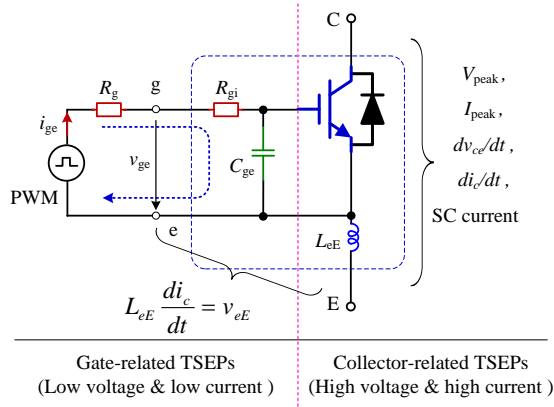 C
R_g
g
R_gi
i_ge
v_ge
C_ge
PWM
e
L_eE
E
V_peak,
I_peak,
dv_ce/dt,
di_c/dt,
SC current
L_eE di_c/dt = v_eE
Gate-related TSEPs
(Low voltage & low current )
Collector-related TSEPs
(High voltage & high current )